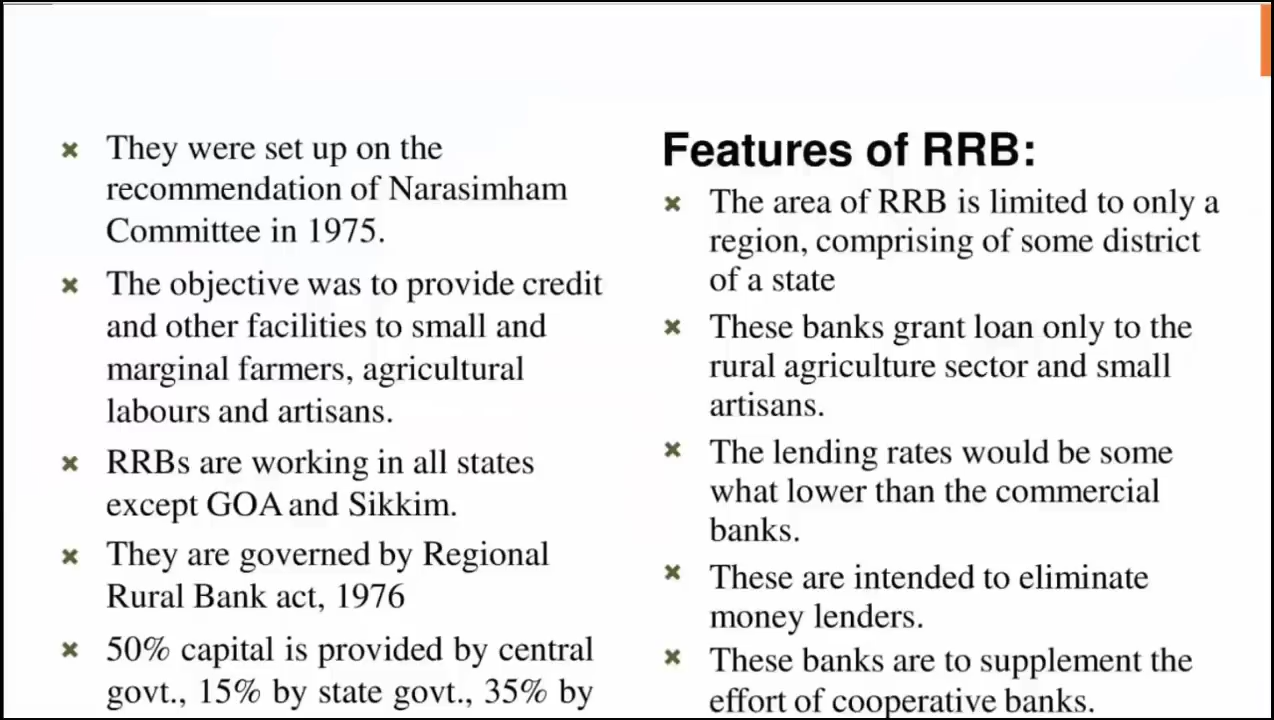 They were set up on the
recommendation of Narasimham
Committee in 1975.
The objective was to provide credit
and other facilities to small and
marginal farmers, agricultural
labours and artisans.
RRBs are working in all states
except GOA and Sikkim.
They are governed by Regional
Rural Bank act, 1976
50% capital is provided by central
govt., 15% by state govt., 35% by
Features of RRB:
The area of RRB is limited to only a
region, comprising of some district
of a state
These banks grant loan only to the
rural agriculture sector and small
artisans.
The lending rates would be some
what lower than the commercial
banks.
These are intended to eliminate
money lenders.
These banks are to supplement the
effort of cooperative banks.